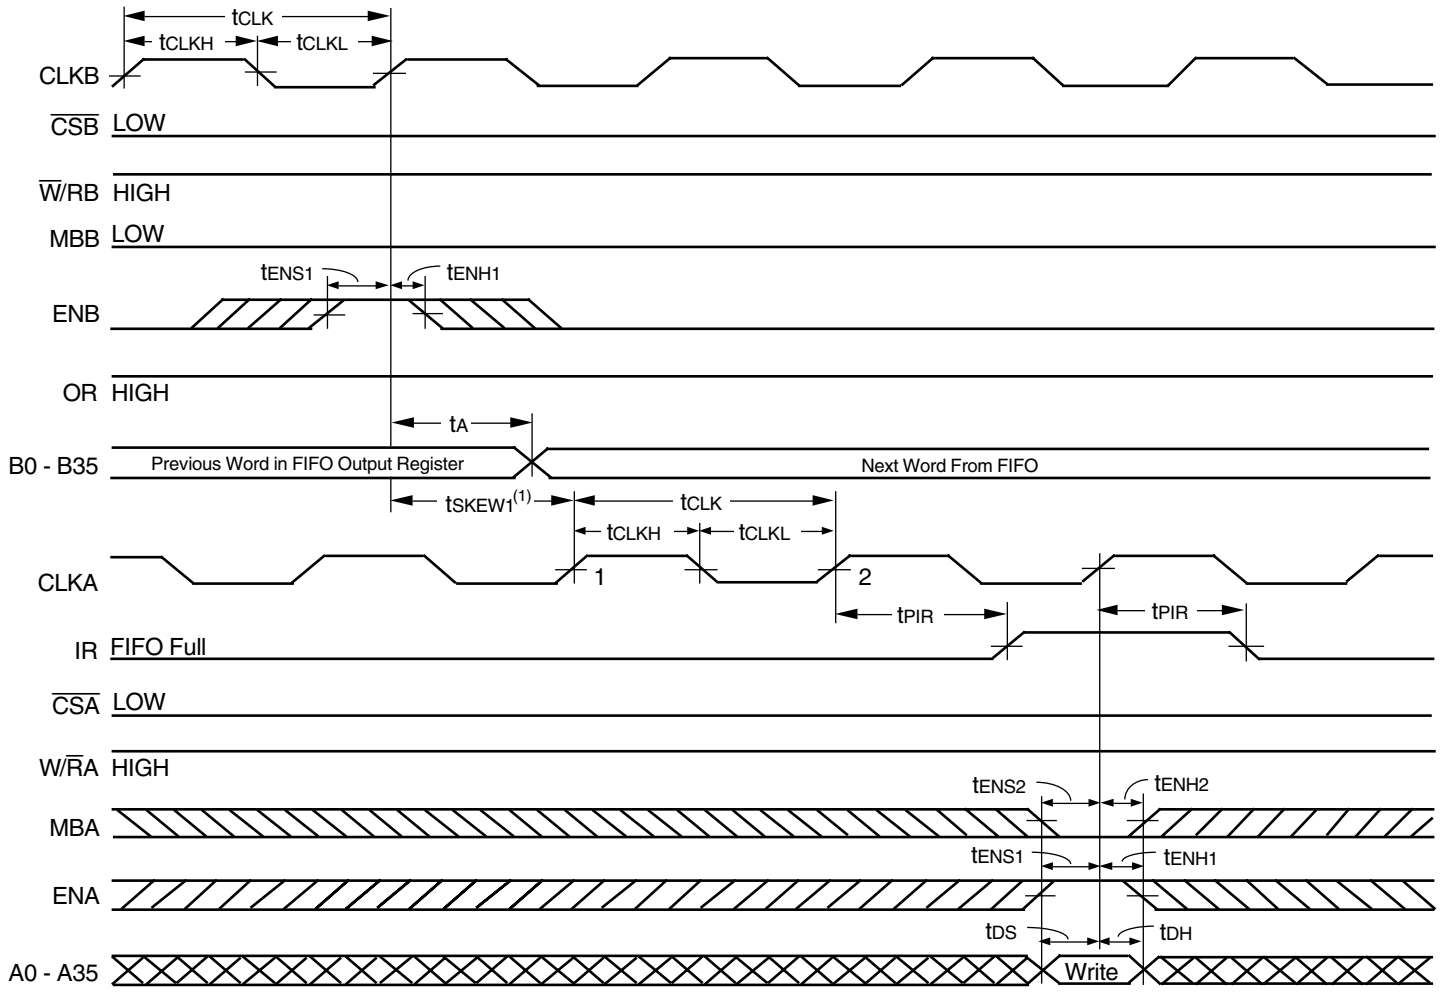 tCLK
tCLKH tCLKL
CLKB
CSB LOW
W/RB HIGH
MBB LOW
tENS1 tENH1
ENB
OR HIGH
tA
B0 - B35 Previous Word in FIFO Output Register Next Word From FIFO
tSKEW1(1) tCLK
tCLKH tCLKL
CLKA 1 2
tPIR tPIR
IR FIFO Full
CSA LOW
W/RA HIGH
tENS2 tENH2
MBA
tENS1 tENH1
ENA
tDS tDH
A0 - A35 Write